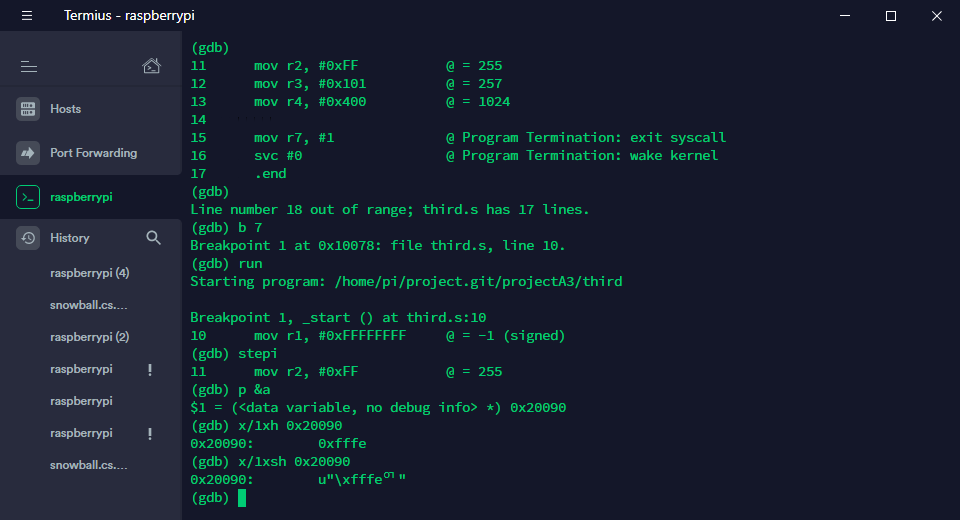 Termius - raspberrypi
Hosts
Port Forwarding
raspberrypi
History
raspberrypi (4)
snowball.cs....
raspberrypi (2)
raspberrypi
raspberrypi
raspberrypi
snowball.cs....
(gdb)
11 mov r2, #0xFF @ = 255
12 mov r3, #0x101 @ = 257
13 mov r4, #0x400 @ = 1024
14
15 mov r7, #1 @ Program Termination: exit syscall
16 svc #0 @ Program Termination: wake kernel
17 .end
(gdb)
Line number 18 out of range; third.s has 17 lines.
(gdb) b 7
Breakpoint 1 at 0x10078: file third.s, line 10.
(gdb) run
Starting program: /home/pi/project.git/projectA3/third
Breakpoint 1, _start () at third.s:10
10 mov r1, #0xFFFFFFFF @ = -1 (signed)
(gdb) stepi
11 mov r2, #0xFF @ = 255
(gdb) p &a
$1 = (<data variable, no debug info> *) 0x20090
(gdb) x/1xh 0x20090
0x20090: 0xfffe
(gdb) x/1xsh 0x20090
0x20090: u"\xfffe "
(gdb)